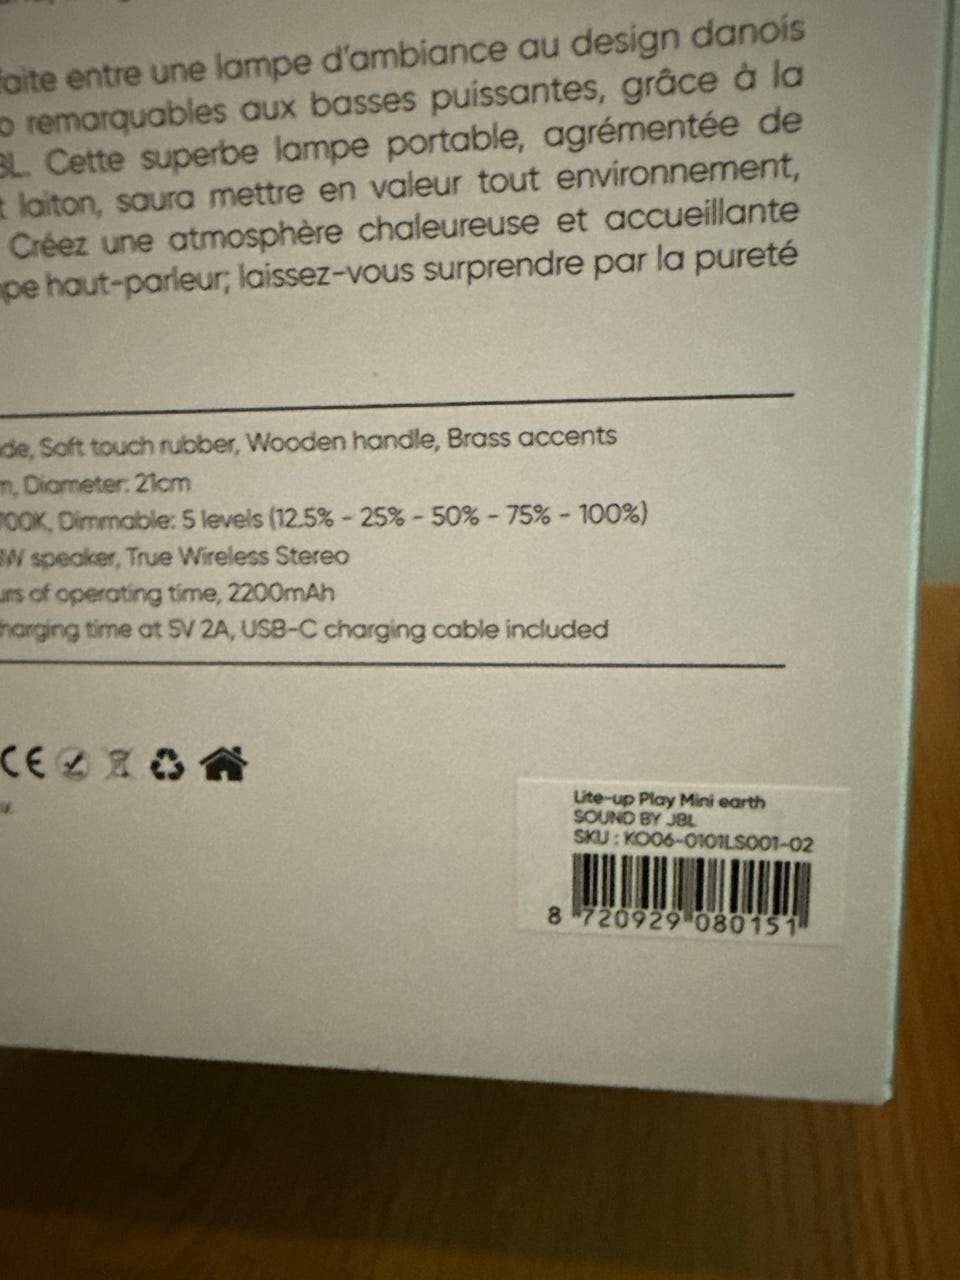 faite entre une lampe d'ambiance au design danois
remarquables aux basses puissantes, grâce à la
BL. Cette superbe lampe portable, agrémentée de
t laiton, saura mettre en valeur tout environnement,
Créez une atmosphère chaleureuse et accueillante
pe haut-parleur; laissez-vous surprendre par la pureté
de, Soft touch rubber, Wooden handle, Brass accents
m, Diameter: 21cm
700K, Dimmable: 5 levels (12.5% - 25% - 50% - 75% - 100%)
W speaker, True Wireless Stereo
urs of operating time, 2200mAh
harging time at 5V 2A, USB-C charging cable included
CE
Lite-up Play Mini earth
SOUND BY JBL
SKU : KO06-0101LS001-02
8 720929 080151